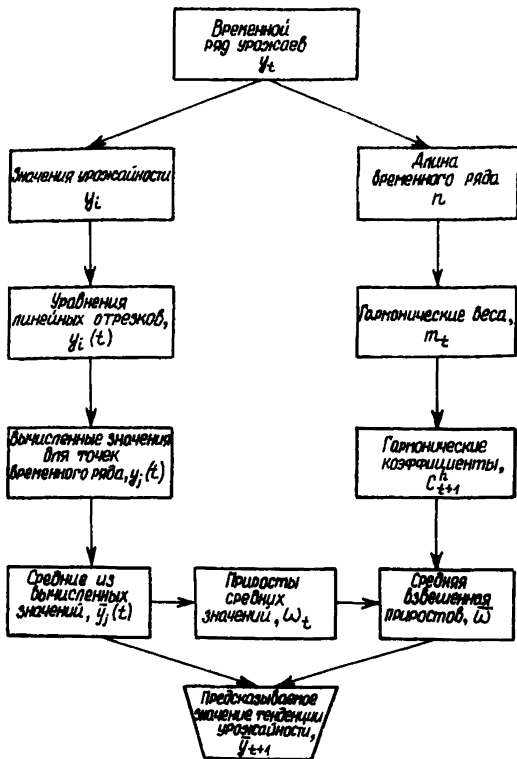 Временной
ряд урожаев
y_t
Значения урожайности
y_i
Длина
временного ряда
n
Уравнения
линейных отрезков,
y_i (t)
Гармонические веса,
m_t
Вычисленные значения
для точек
временного ряда, y_j (t)
Гармонические
коэффициенты,
C^h_{t+1}
Средние из
вычисленных
значений, ȳ_j (t)
Приросты
средних
значений, ω_t
Средняя
взвешенная
приростов, ω̄
Предсказываемое
значение тенденции
урожайности,
ȳ_{t+1}